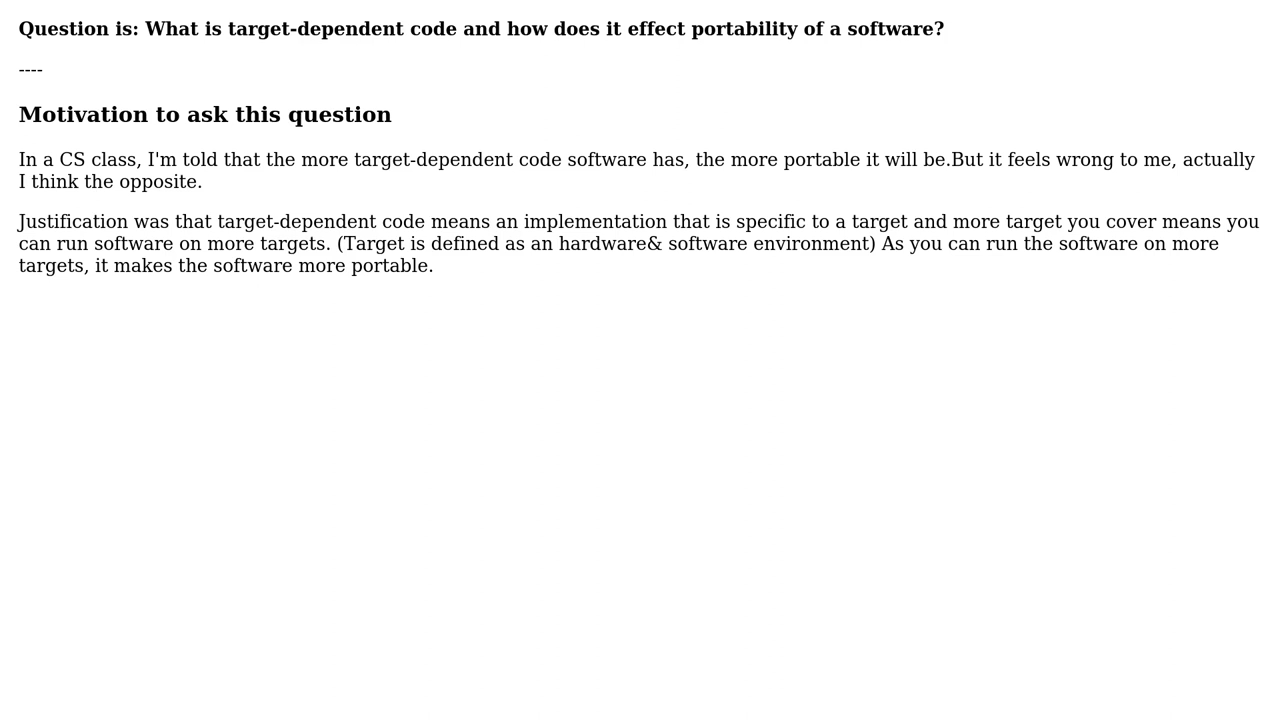 Question is: What is target-dependent code and how does it effect portability of a software?
----
Motivation to ask this question
In a CS class, I'm told that the more target-dependent code software has, the more portable it will be.But it feels wrong to me, actually
I think the opposite.
Justification was that target-dependent code means an implementation that is specific to a target and more target you cover means you
can run software on more targets. (Target is defined as an hardware& software environment) As you can run the software on more
targets, it makes the software more portable.